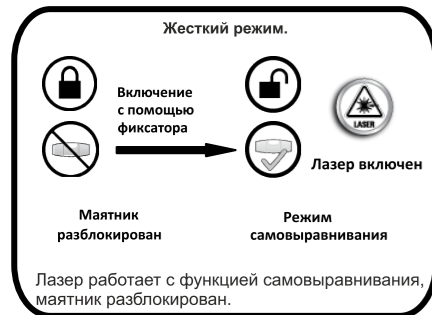 Жесткий режим.
Включение
с помощью
фиксатора
LASER
Лазер включен
Маятник
разблокирован
Режим
самовыравнивания
Лазер работает с функцией самовыравнивания,
маятник разблокирован.